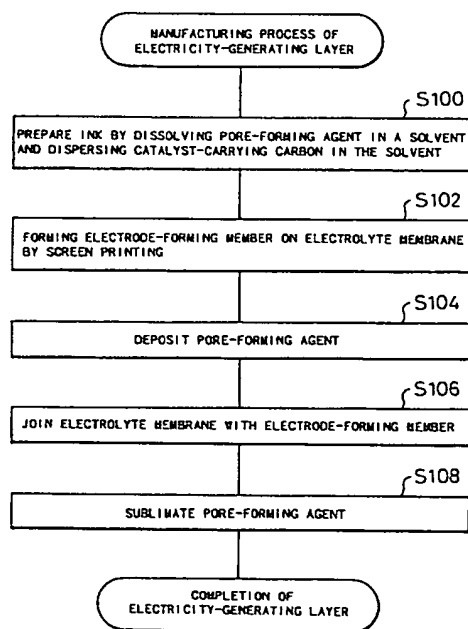 MANUFACTURING PROCESS OF
ELECTRICITY-GENERATING LAYER
S100
PREPARE INK BY DISSOLVING PORE-FORMING AGENT IN A SOLVENT
AND DISPERSING CATALYST-CARRYING CARBON IN THE SOLVENT
S102
FORMING ELECTRODE-FORMING MEMBER ON ELECTROLYTE MEMBRANE
BY SCREEN PRINTING
S104
DEPOSIT PORE-FORMING AGENT
S106
JOIN ELECTROLYTE MEMBRANE WITH ELECTRODE-FORMING MEMBER
S108
SUBLIMATE PORE-FORMING AGENT
COMPLETION OF
ELECTRICITY-GENERATING LAYER